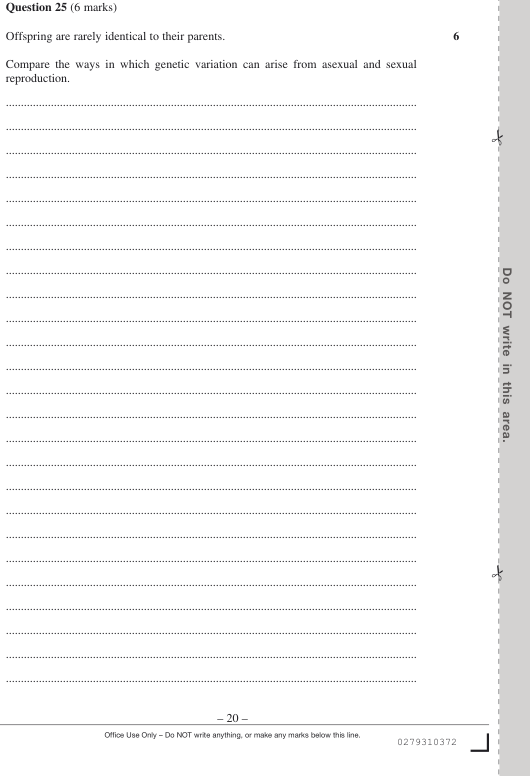 Question 25 (6 marks)
Offspring are rarely identical to their parents. 6
Compare the ways in which genetic variation can arise from asexual and sexual
reproduction.
Do NOT write in this area.
– 20 –
Office Use Only – Do NOT write anything, or make any marks below this line.
0279310372